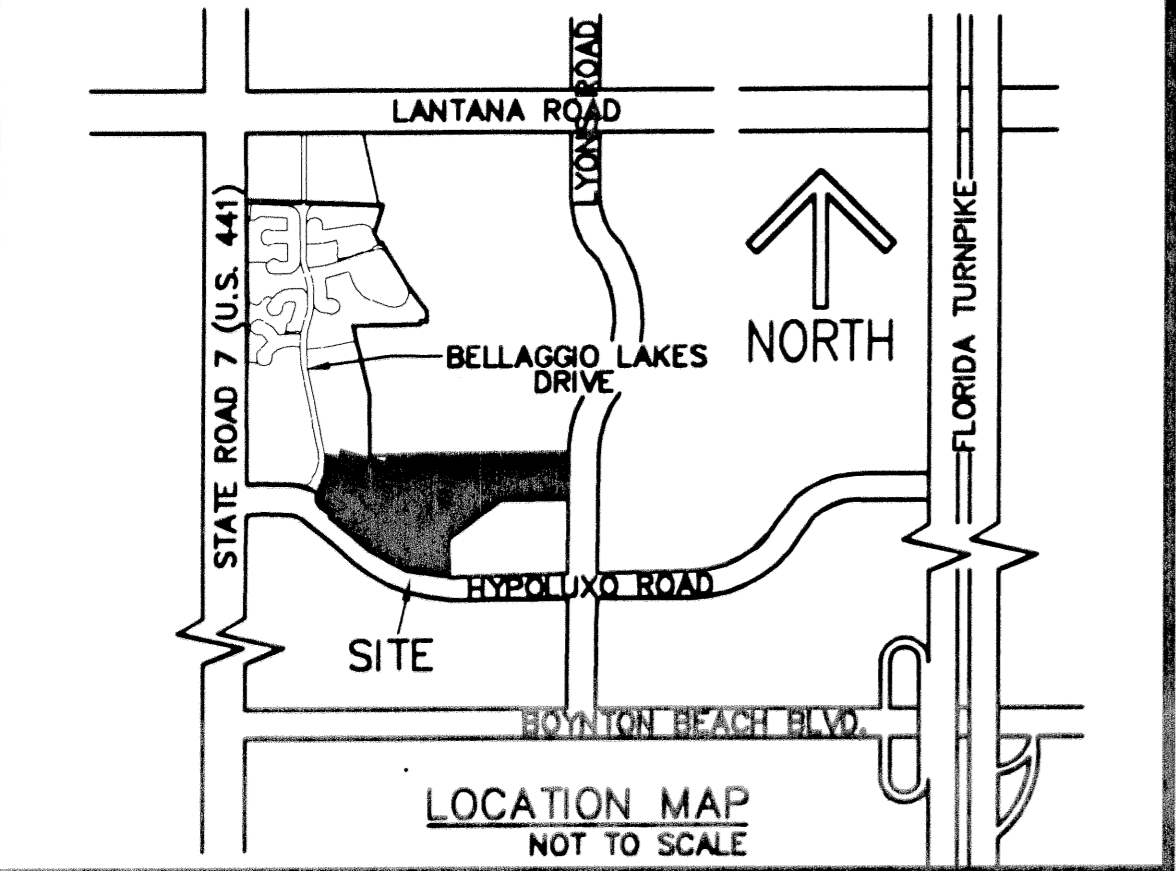 LYONS ROAD
LANTANA ROAD
STATE ROAD 7 (U.S. 441)
FLORIDA TURNPIKE
NORTH
BELLAGGIO LAKES
DRIVE
HYPOLUXO ROAD
SITE
BOYNTON BEACH BLVD.
LOCATION MAP
NOT TO SCALE